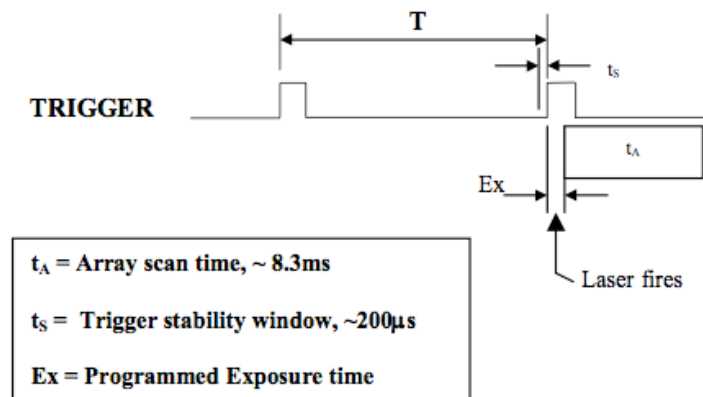 T
tS
TRIGGER
tA
Ex
Laser fires
tA = Array scan time, ~ 8.3ms
tS = Trigger stability window, ~200µs
Ex = Programmed Exposure time